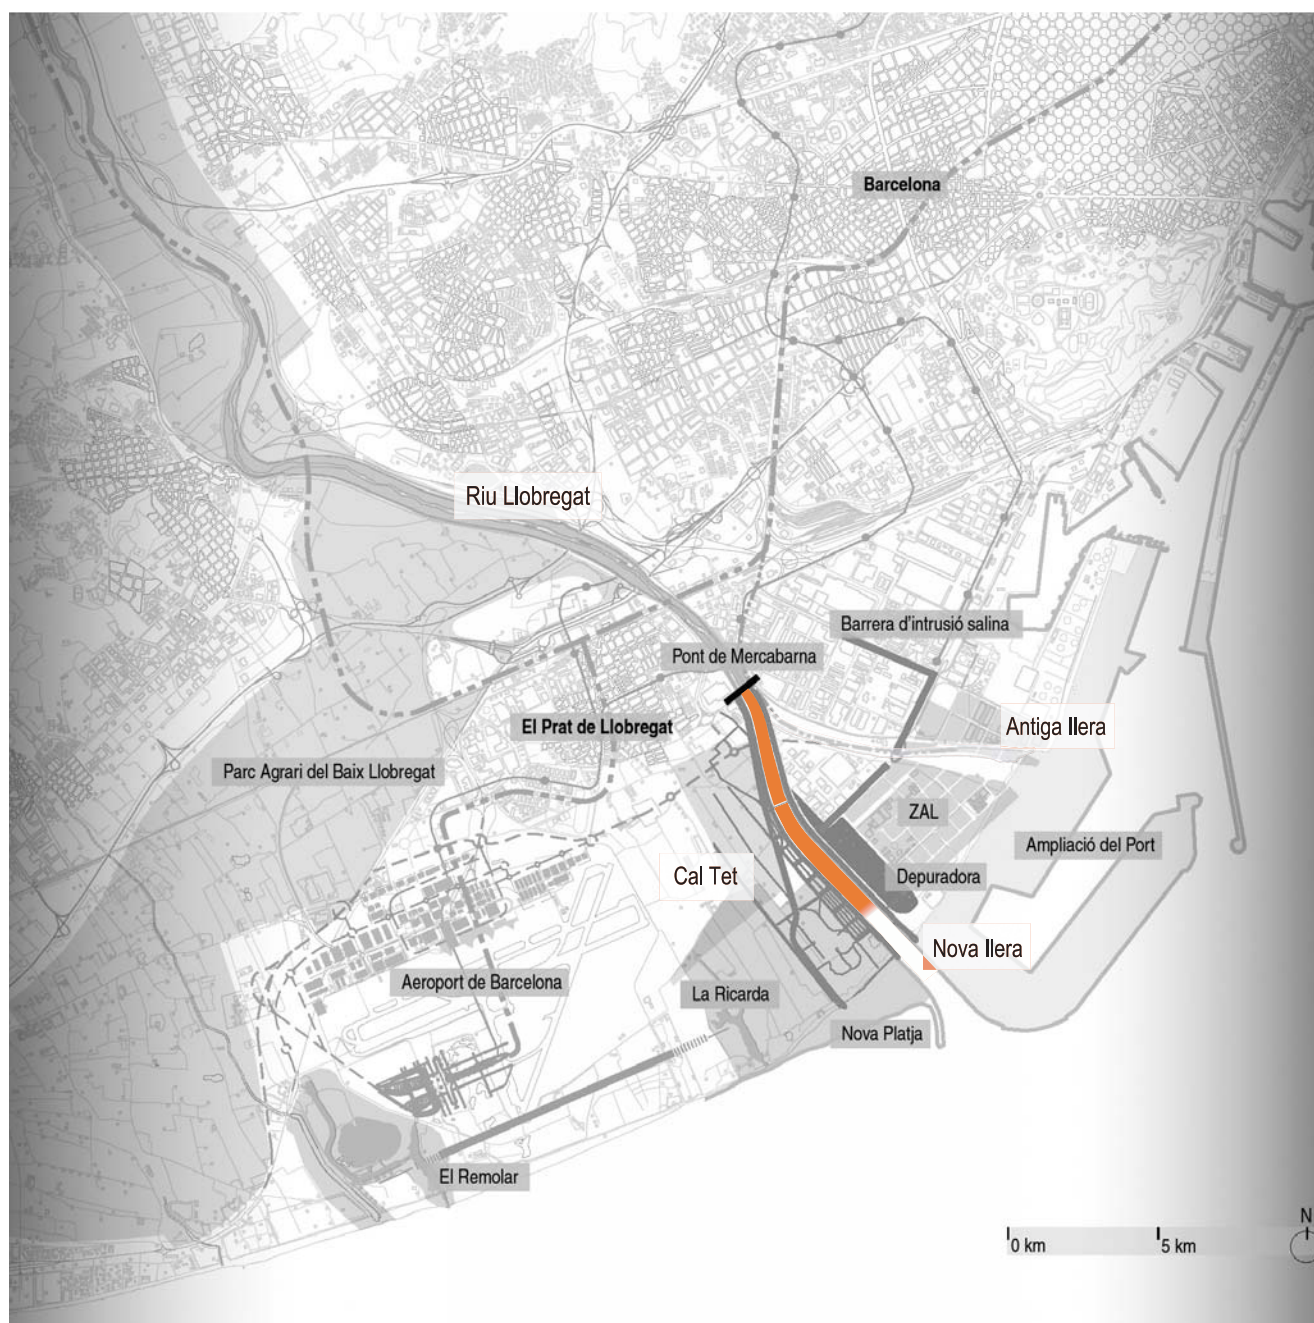 Barcelona
Riu Llobregat
Barrera d'intrusió salina
Pont de Mercabarna
El Prat de Llobregat
Antiga llera
Parc Agrari del Baix Llobregat
ZAL
Ampliació del Port
Cal Tet
Depuradora
Nova llera
Aeroport de Barcelona
La Ricarda
Nova Platja
El Remolar
N
0 km
5 km